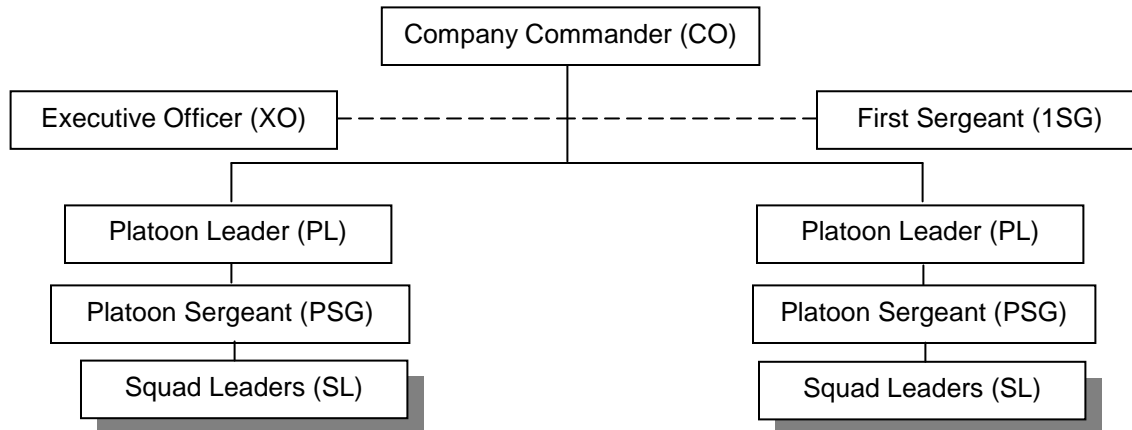 Company Commander (CO)
Executive Officer (XO)
First Sergeant (1SG)
Platoon Leader (PL)
Platoon Leader (PL)
Platoon Sergeant (PSG)
Platoon Sergeant (PSG)
Squad Leaders (SL)
Squad Leaders (SL)